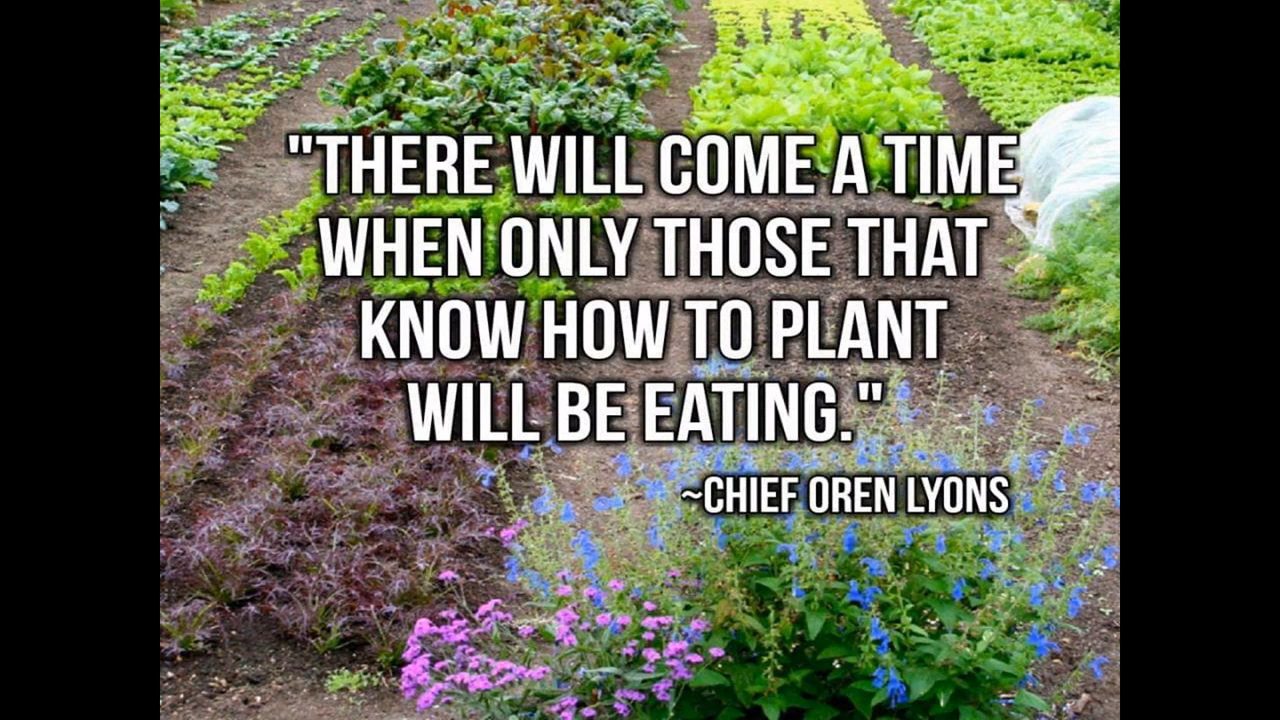 "THERE WILL COME A TIME
WHEN ONLY THOSE THAT
KNOW HOW TO PLANT
WILL BE EATING."
~CHIEF OREN LYONS